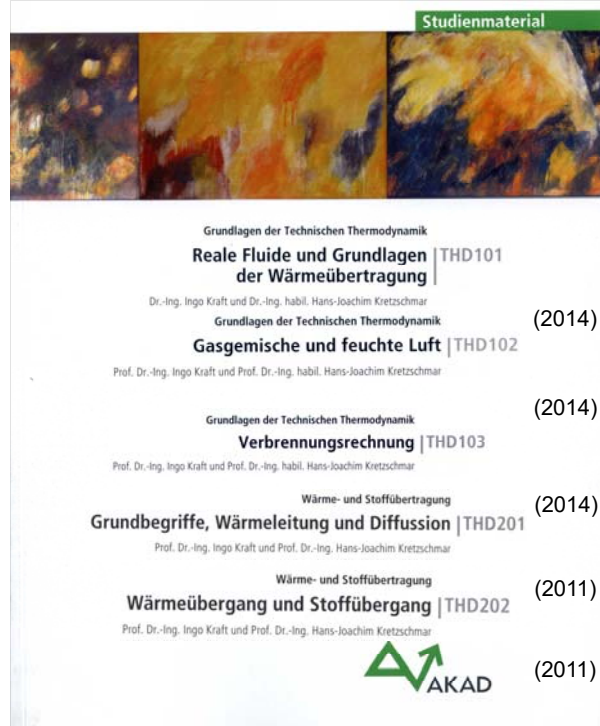 Studienmaterial
Grundlagen der Technischen Thermodynamik
Reale Fluide und Grundlagen
der Wärmeübertragung |THD101
Dr.-Ing. Ingo Kraft und Dr.-Ing. habil. Hans-Joachim Kretzschmar
(2014)
Grundlagen der Technischen Thermodynamik
Gasgemische und feuchte Luft |THD102
Prof. Dr.-Ing. Ingo Kraft und Prof. Dr.-Ing. habil. Hans-Joachim Kretzschmar
(2014)
Grundlagen der Technischen Thermodynamik
Verbrennungsrechnung |THD103
Prof. Dr.-Ing. Ingo Kraft und Prof. Dr.-Ing. habil. Hans-Joachim Kretzschmar
(2014)
Wärme- und Stoffübertragung
Grundbegriffe, Wärmeleitung und Diffussion |THD201
Prof. Dr.-Ing. Ingo Kraft und Prof. Dr.-Ing. Hans-Joachim Kretzschmar
(2011)
Wärme- und Stoffübertragung
Wärmeübergang und Stoffübergang |THD202
Prof. Dr.-Ing. Ingo Kraft und Prof. Dr.-Ing. Hans-Joachim Kretzschmar
(2011)
AKAD